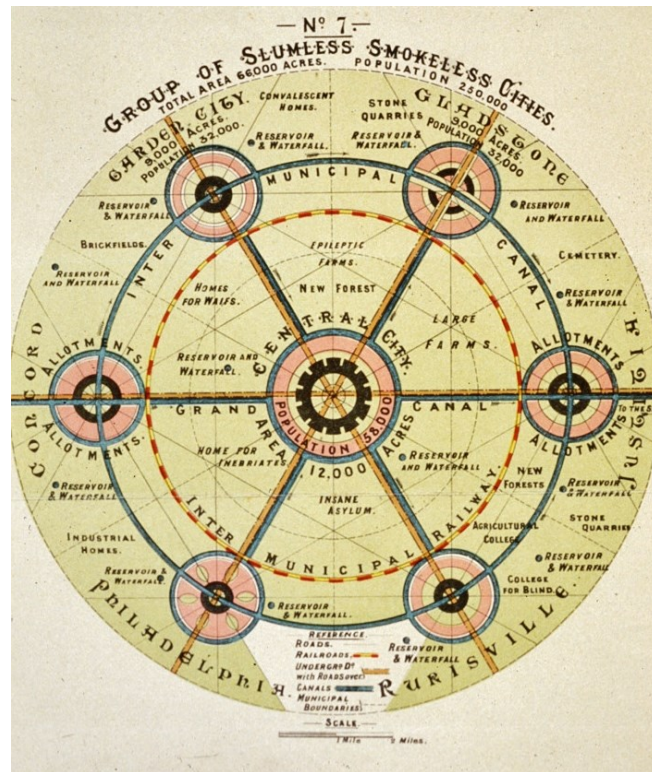 — Nº 7. —
GROUP OF SLUMLESS SMOKELESS CITIES.
TOTAL AREA 66,000 ACRES. POPULATION 250,000
GARDEN CITY.
9,000 ACRES.
POPULATION 32,000.
CONVALESCENT
HOMES.
STONE
QUARRIES
GLADSTONE
9,000 ACRES.
POPULATION
32,000
RESERVOIR
& WATERFALL
RESERVOIR &
WATERFALL.
INTER MUNICIPAL CANAL
RESERVOIR
& WATERFALL
RESERVOIR
AND WATERFALL
BRICKFIELDS.
EPILEPTIC
FARMS.
CEMETERY.
RESERVOIR
AND WATERFALL
HOMES
FOR WAIFS.
NEW FOREST
RESERVOIR
& WATERFALL
LARGE
FARMS.
CONCORD
ALLOTMENTS
CENTRAL CITY.
ALLOTMENTS
JUSTITIA
RESERVOIR AND
WATERFALL.
GRAND CANAL
POPULATION 58,000
TO THE S
ALLOTMENTS.
AREA 12,000 ACRES
ALLOTMENTS
HOME FOR
INEBRIATES
RESERVOIR
AND WATERFALL
RESERVOIR
& WATERFALL
INSANE
ASYLUM.
NEW
FORESTS
RESERVOIR
& WATERFALL
INTER MUNICIPAL RAILWAY.
STONE
QUARRIES
INDUSTRIAL
HOMES.
AGRICULTURAL
COLLEGE
RESERVOIR &
WATERFALL.
RESERVOIR
& WATERFALL
COLLEGE
FOR BLIND.
RESERVOIR
& WATERFALL.
PHILADELPHIA.
RURISVILLE
RESERVOIR
& WATERFALL
REFERENCE.
ROADS.
RAILROADS.
UNDERGRD Dº
WITH ROADS OVER
CANALS
MUNICIPAL
BOUNDARIES
— SCALE. —
1 MILE 2 MILES.